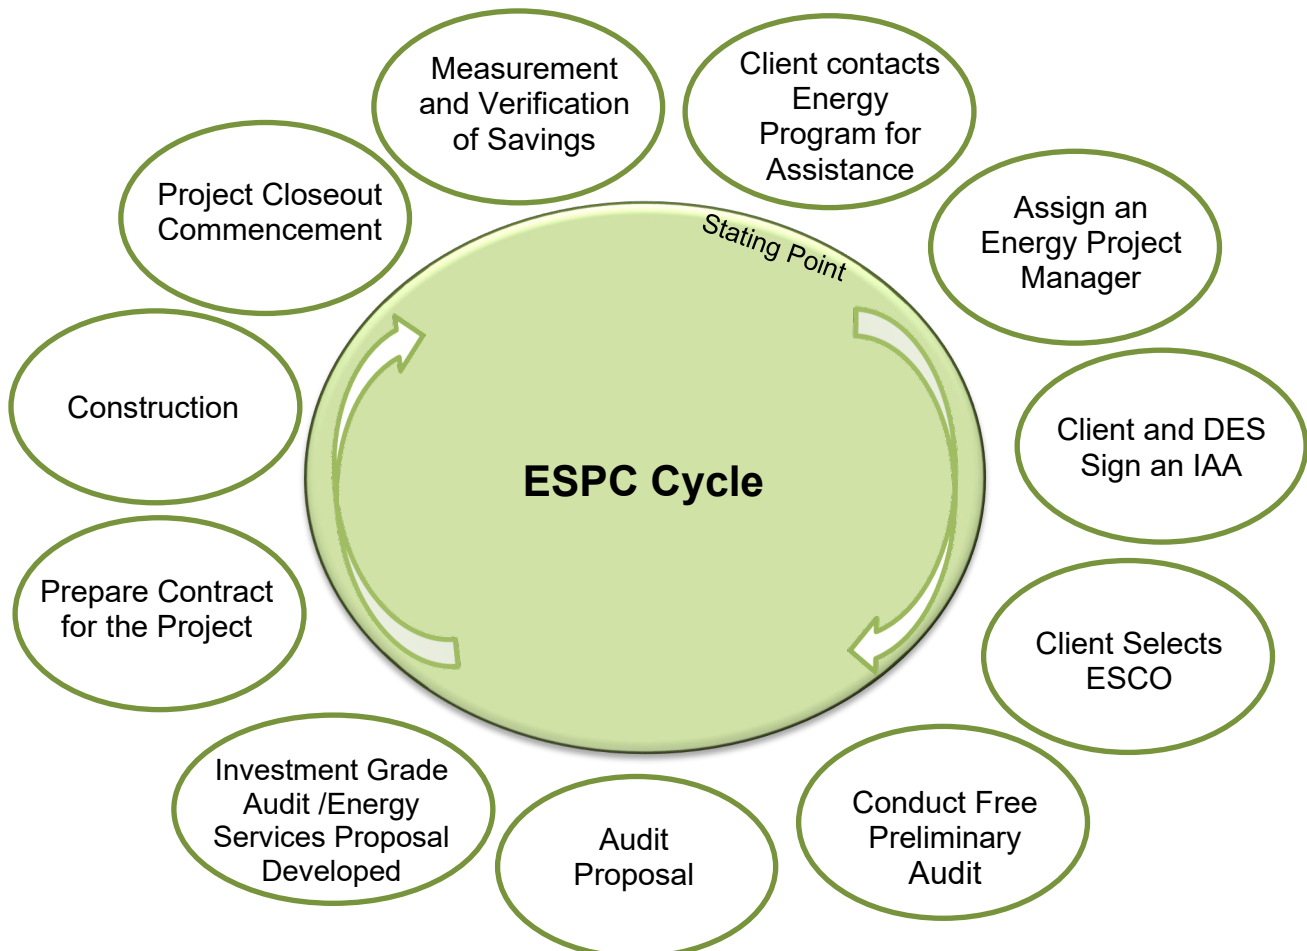 Client contacts
Energy
Program for
Assistance
Assign an
Energy Project
Manager
Client and DES
Sign an IAA
Client Selects
ESCO
Conduct Free
Preliminary
Audit
Audit
Proposal
Investment Grade
Audit /Energy
Services Proposal
Developed
Prepare Contract
for the Project
Construction
Project Closeout
Commencement
Measurement
and Verification
of Savings
Stating Point
ESPC Cycle